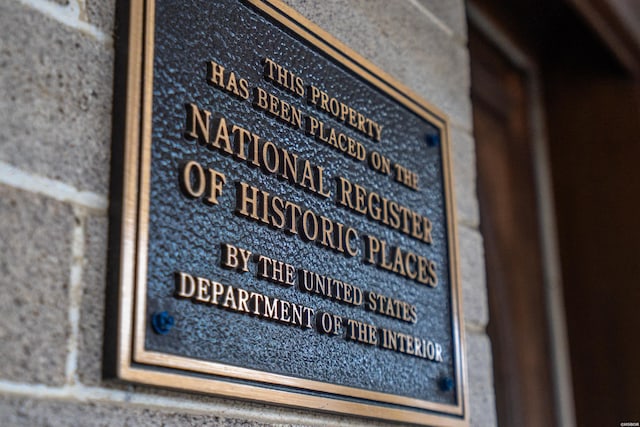 THIS PROPERTY
HAS BEEN PLACED ON THE
NATIONAL REGISTER
OF HISTORIC PLACES
BY THE UNITED STATES
DEPARTMENT OF THE INTERIOR